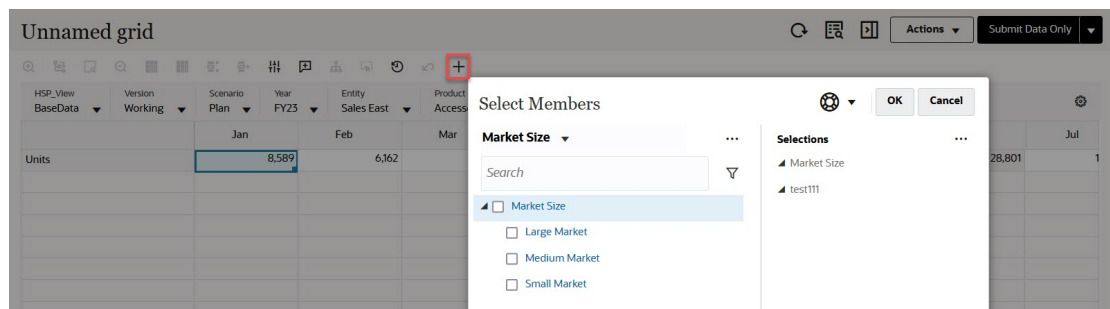 Unnamed grid
Actions
Submit Data Only
HSP_View Version Scenario Year Entity Product
BaseData Working Plan FY23 Sales East Access
Jan Feb Mar Jul
Units 8,589 6,162 28,801 1
Select Members
OK Cancel
Market Size
Search
Market Size
Large Market
Medium Market
Small Market
Selections
Market Size
test111